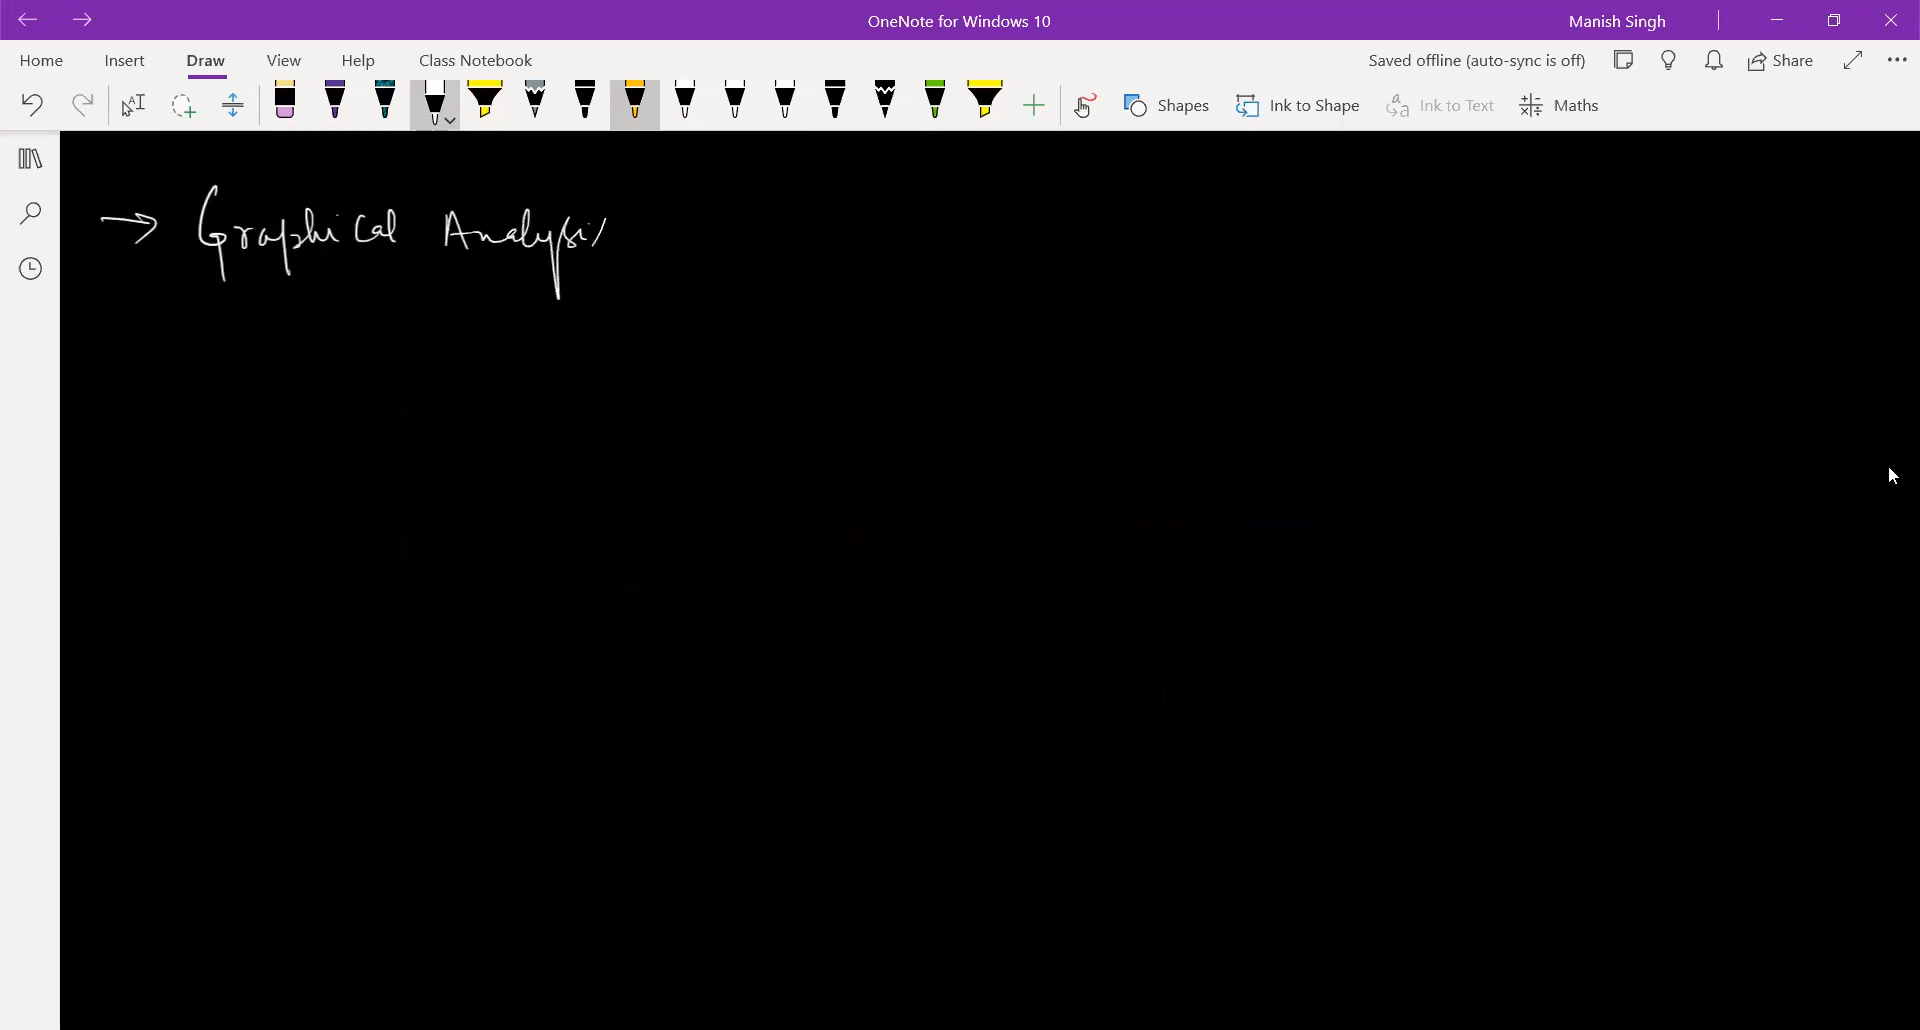 OneNote for Windows 10
Manish Singh
Home Insert Draw View Help Class Notebook
Saved offline (auto-sync is off) Share
Shapes Ink to Shape Ink to Text Maths
→ Graphical Analysis